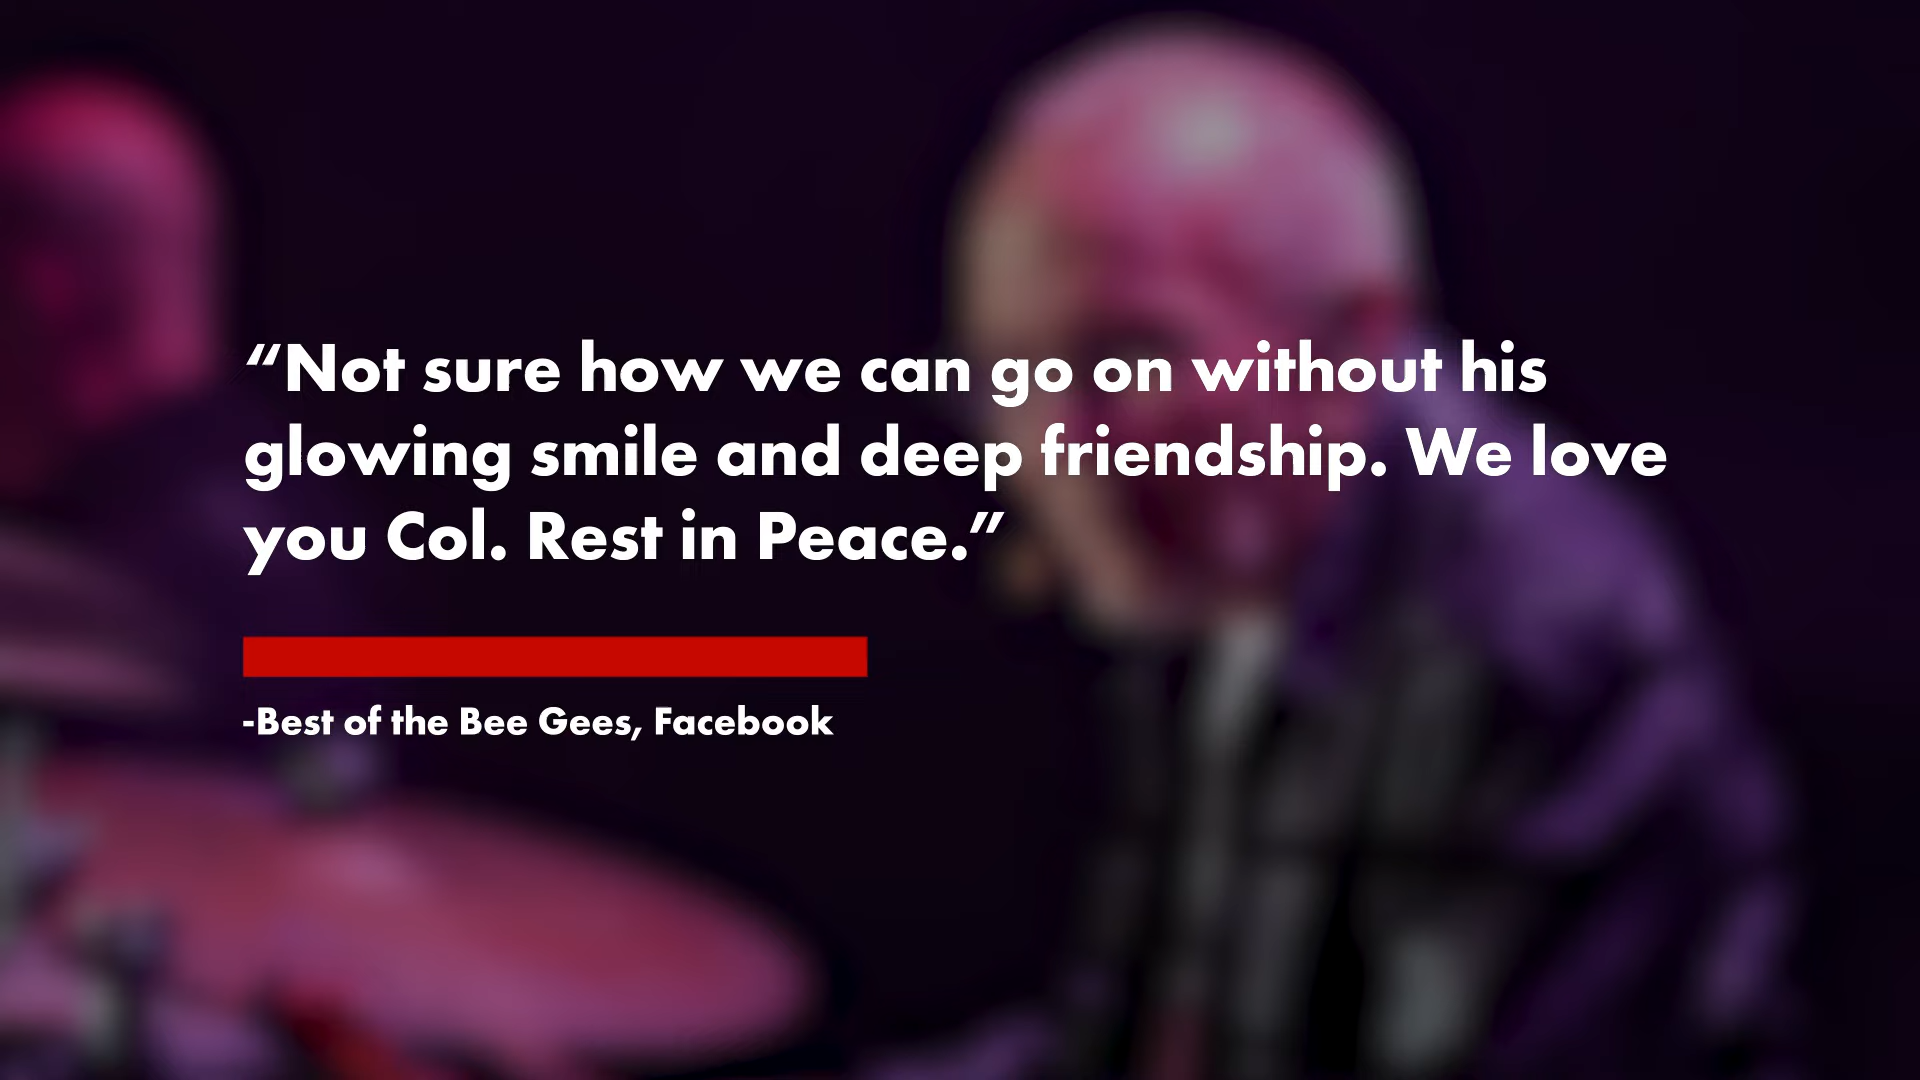 “Not sure how we can go on without his
glowing smile and deep friendship. We love
you Col. Rest in Peace.”
-Best of the Bee Gees, Facebook